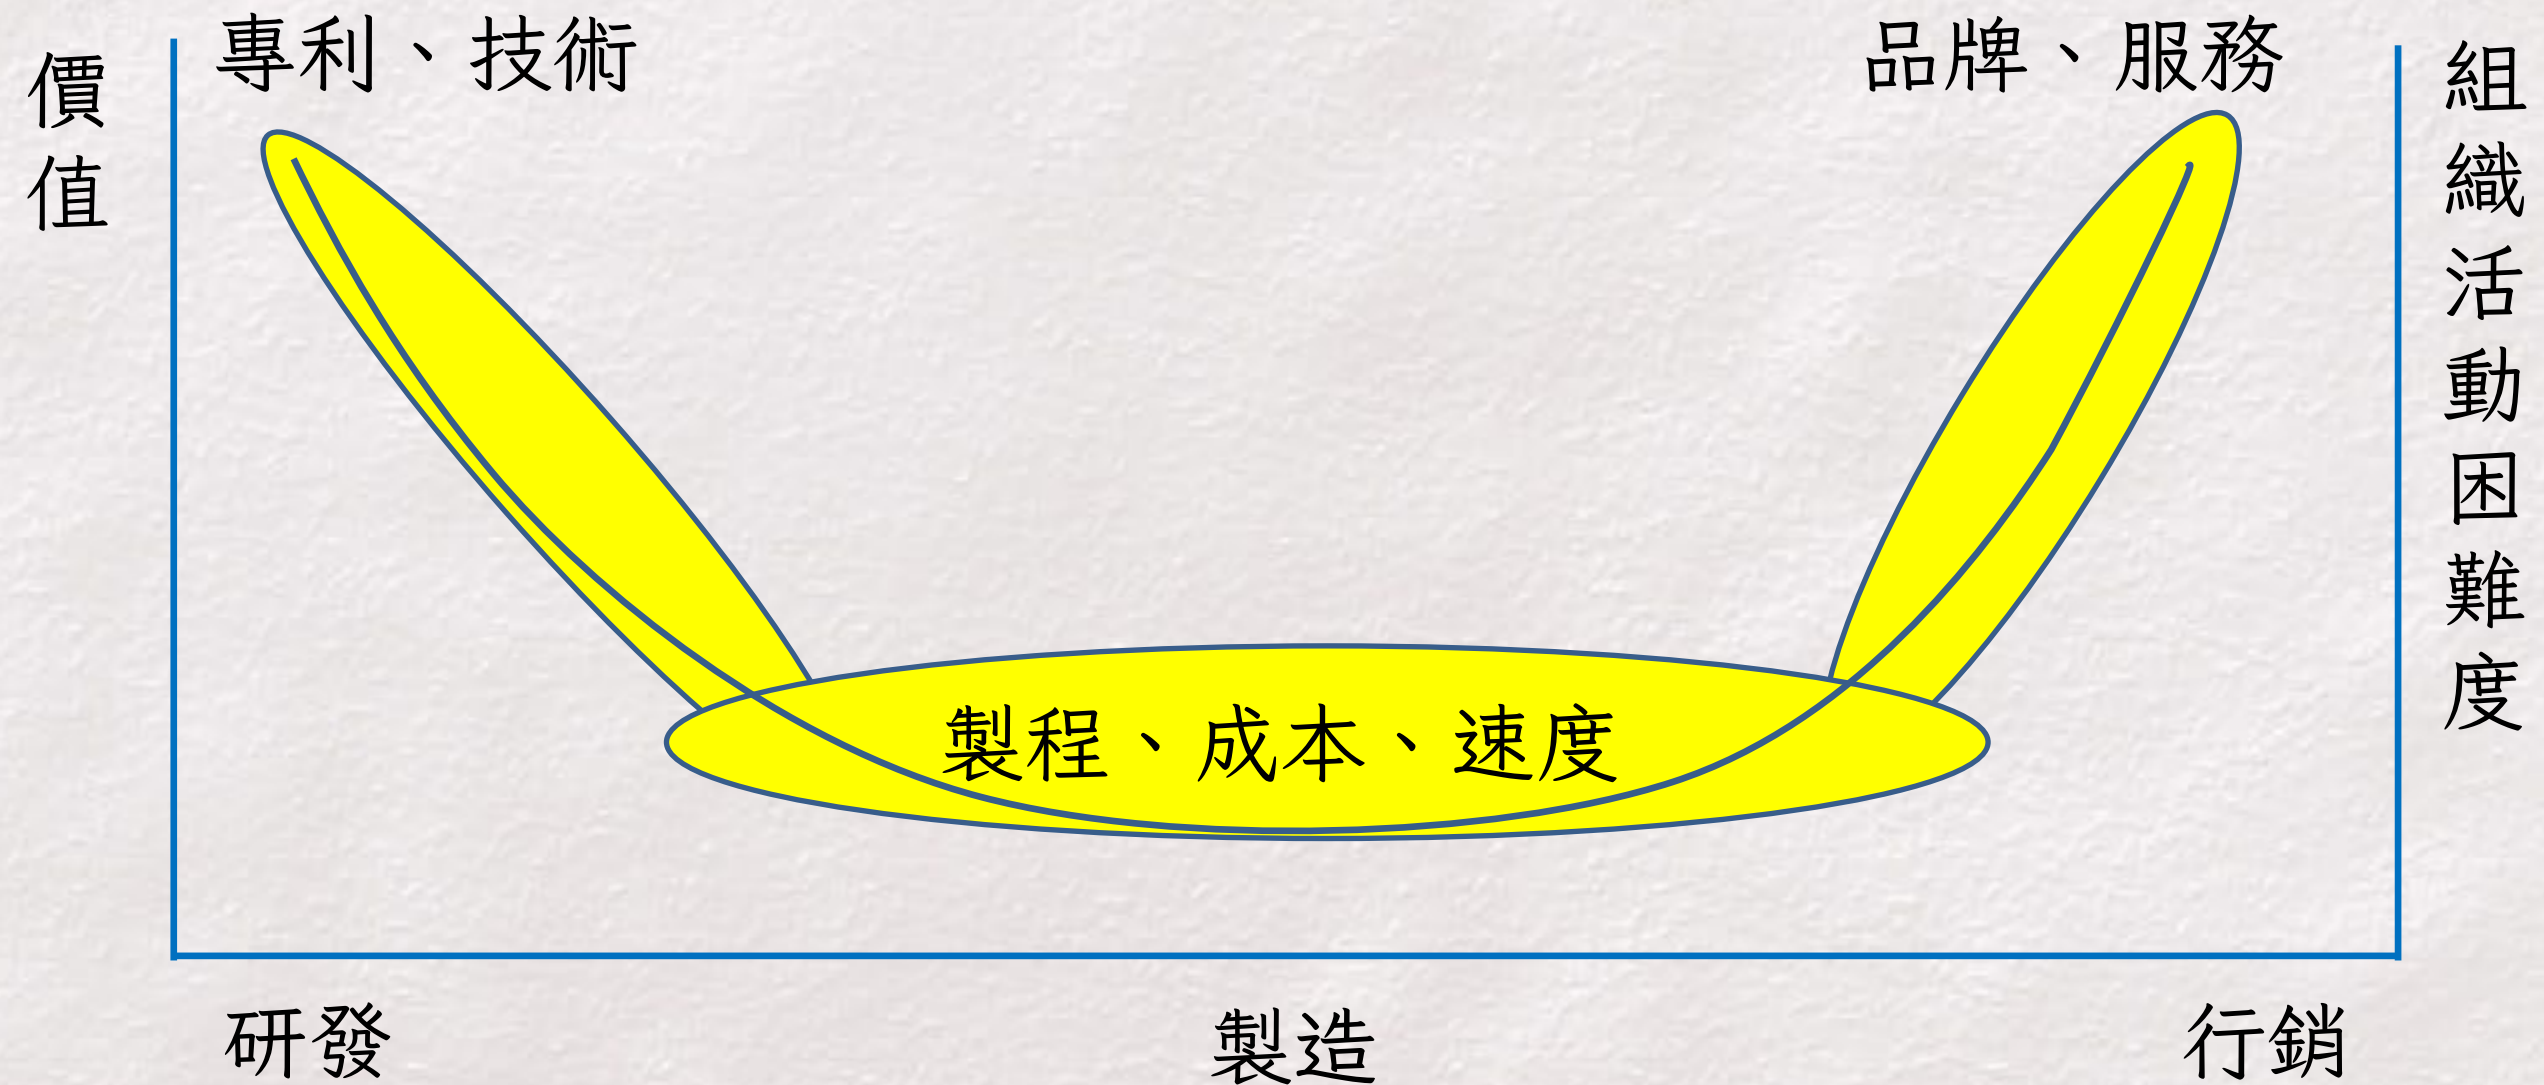 價值
專利、技術
品牌、服務
組織活動困難度
製程、成本、速度
研發
製造
行銷